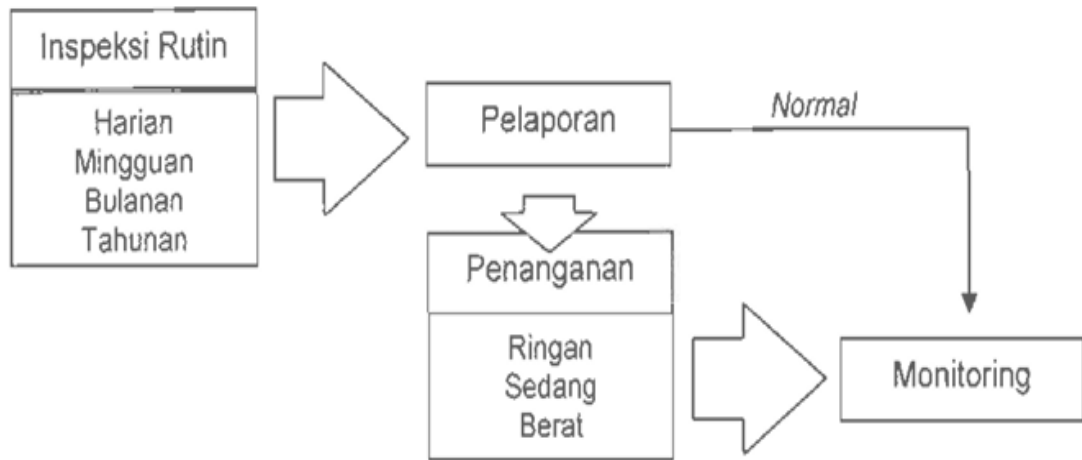 Inspeksi Rutin
Harian
Mingguan
Bulanan
Tahunan
Pelaporan
Normal
Penanganan
Ringan
Sedang
Berat
Monitoring